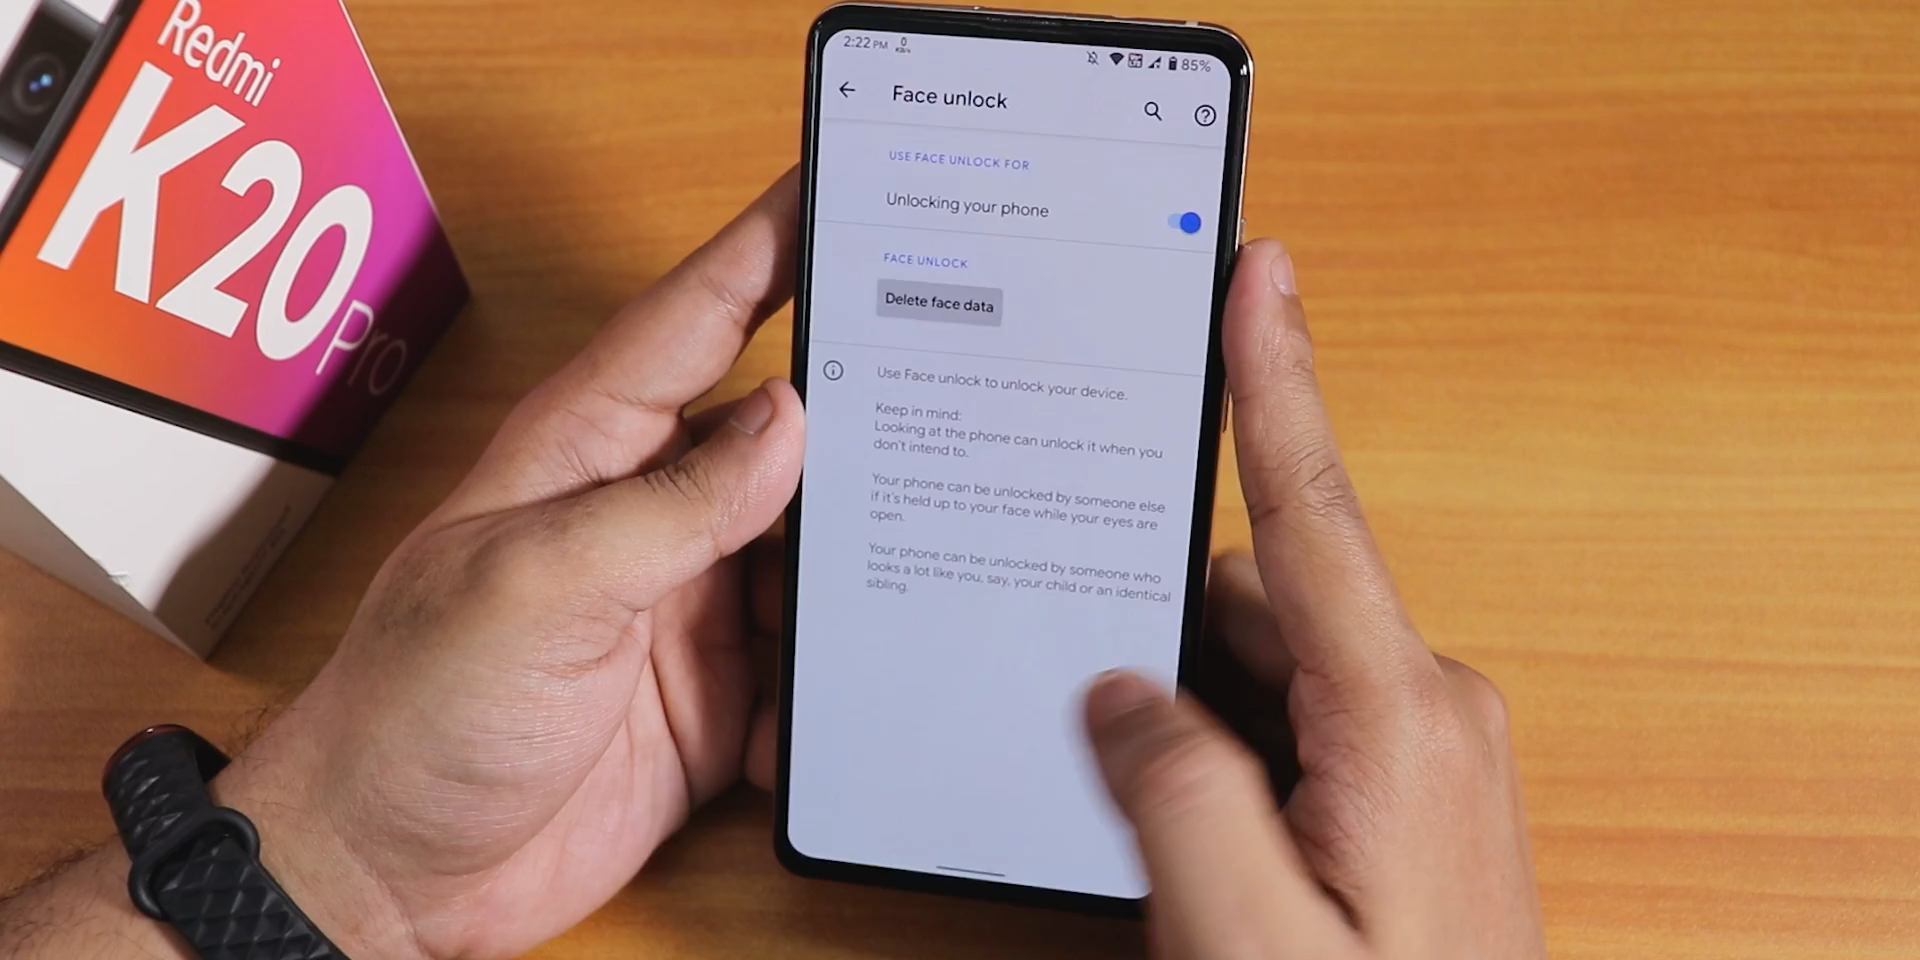 Redmi
K20
Pro
2:22 PM
0
KB/s
85%
Face unlock
USE FACE UNLOCK FOR
Unlocking your phone
FACE UNLOCK
Delete face data
Use Face unlock to unlock your device.
Keep in mind:
Looking at the phone can unlock it when you
don't intend to.
Your phone can be unlocked by someone else
if it's held up to your face while your eyes are
open.
Your phone can be unlocked by someone who
looks a lot like you, say, your child or an identical
sibling.